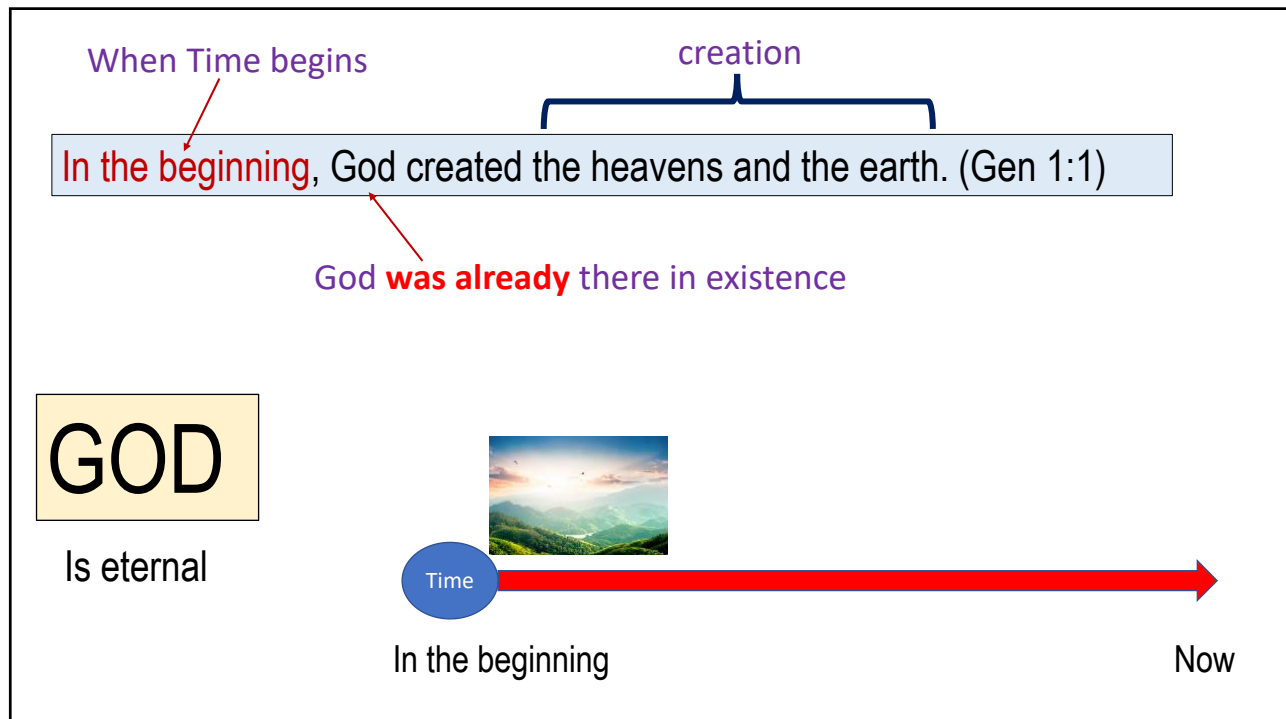 When Time begins
creation
In the beginning, God created the heavens and the earth. (Gen 1:1)
God was already there in existence
GOD
Is eternal
Time
In the beginning
Now